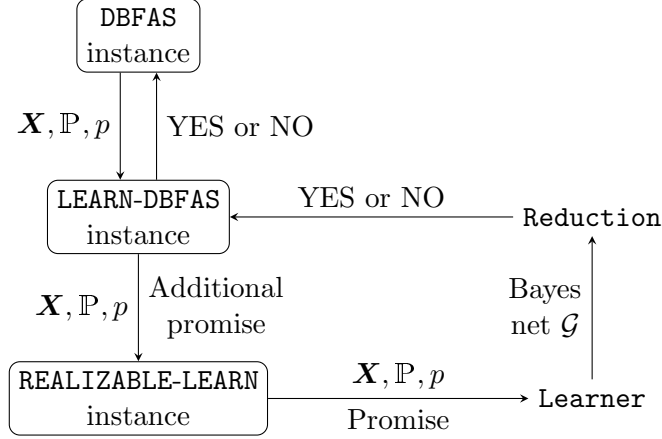 DBFAS
instance
𝑿, ℙ, p
YES or NO
LEARN-DBFAS
instance
YES or NO
Reduction
𝑿, ℙ, p
Additional
promise
Bayes
net 𝒢
REALIZABLE-LEARN
instance
𝑿, ℙ, p
Promise
Learner